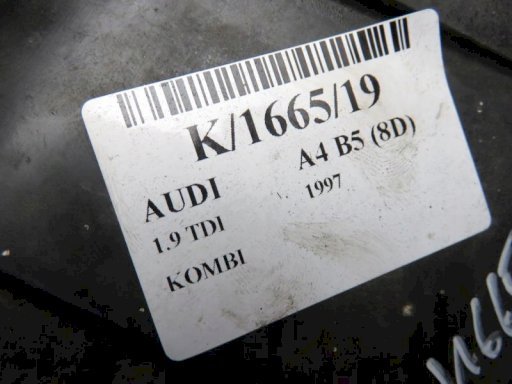 K/1665/19
AUDI A4 B5 (8D)
1.9 TDI 1997
KOMBI